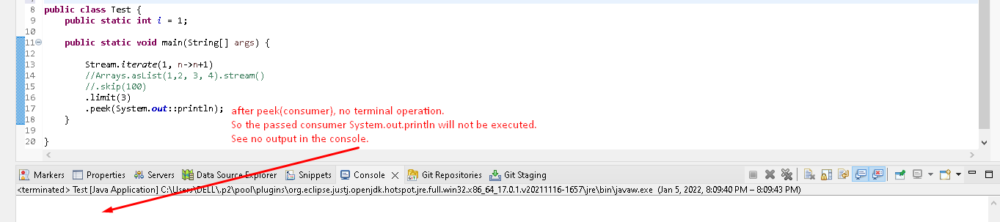 8 public class Test {
9 public static int i = 1;
10
11 public static void main(String[] args) {
12
13 Stream.iterate(1, n->n+1)
14 //Arrays.asList(1,2, 3, 4).stream()
15 //.skip(100)
16 .limit(3)
17 .peek(System.out::println); after peek(consumer), no terminal operation.
18 } So the passed consumer System.out.println will not be executed.
19 See no output in the console.
20 }
Markers Properties Servers Data Source Explorer Snippets Console Git Repositories Git Staging
<terminated> Test [Java Application] C:\Users\DELL\.p2\pool\plugins\org.eclipse.justj.openjdk.hotspot.jre.full.win32.x86_64_17.0.1.v20211116-1657\jre\bin\javaw.exe (Jan 5, 2022, 8:09:40 PM – 8:09:43 PM)